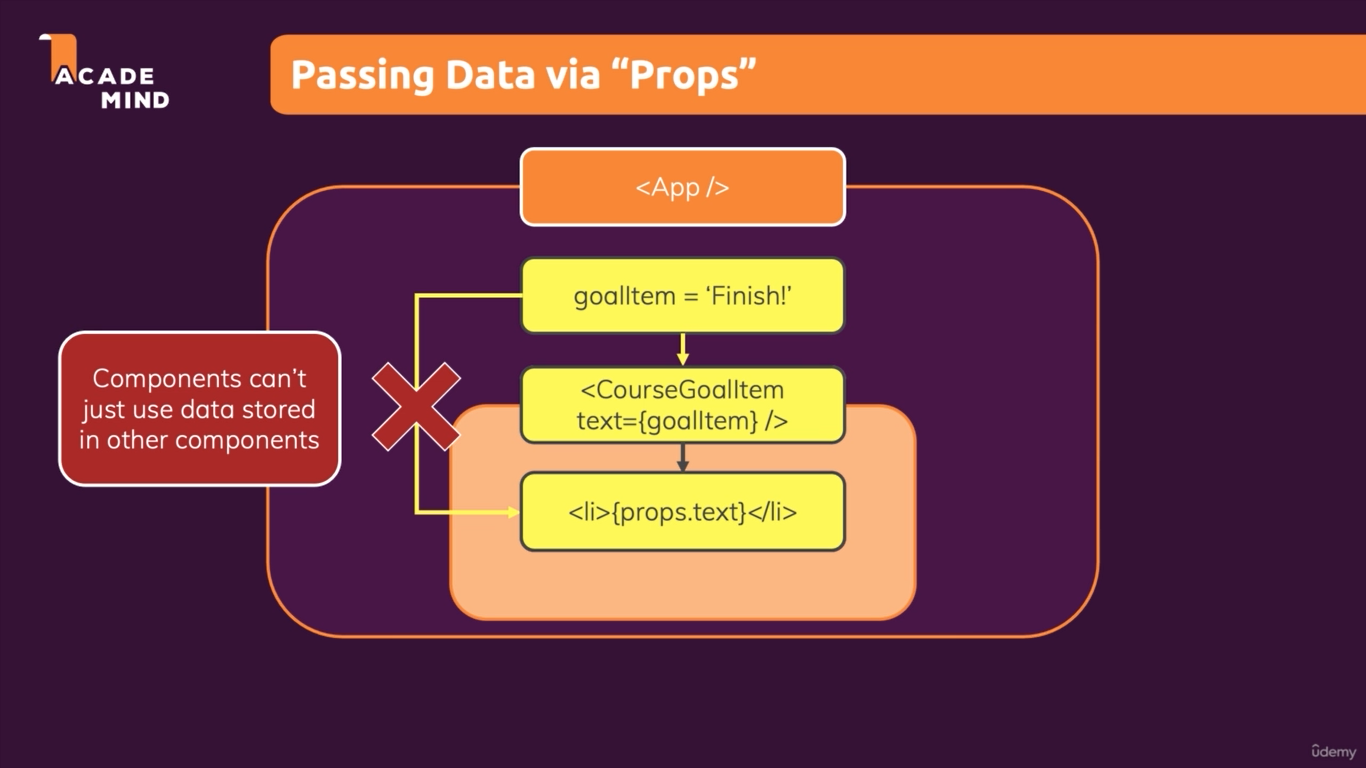 ACADE
MIND
Passing Data via “Props”
<App />
goalItem = ‘Finish!’
Components can’t
just use data stored
in other components
<CourseGoalItem
text={goalItem} />
<li>{props.text}</li>
ûdemy